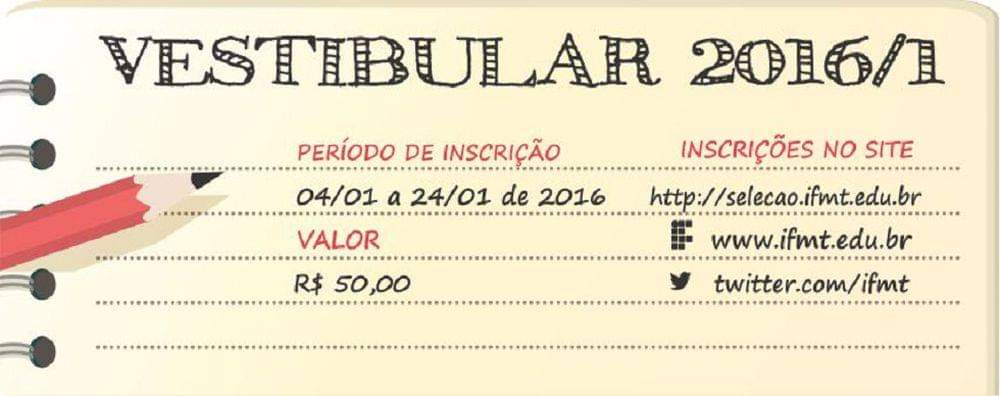 VESTIBULAR 2016/1
PERÍODO DE INSCRIÇÃO
04/01 a 24/01 de 2016
VALOR
R$ 50,00
INSCRIÇÕES NO SITE
http://selecao.ifmt.edu.br
www.ifmt.edu.br
twitter.com/ifmt